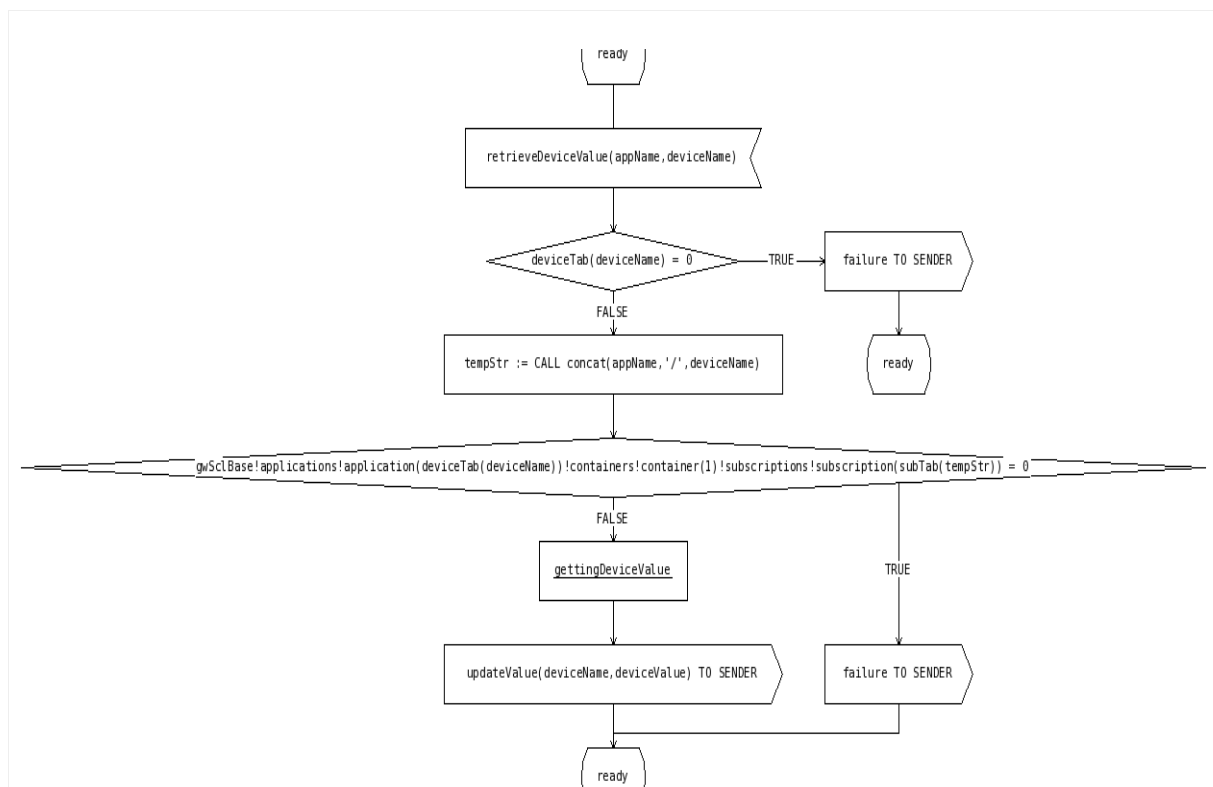 ready
retrieveDeviceValue(appName,deviceName)
deviceTab(deviceName) = 0
TRUE
failure TO SENDER
FALSE
tempStr := CALL concat(appName,'/',deviceName)
ready
gwSclBase!applications!application(deviceTab(deviceName))!containers!container(1)!subscriptions!subscription(subTab(tempStr)) = 0
FALSE
gettingDeviceValue
TRUE
updateValue(deviceName,deviceValue) TO SENDER
failure TO SENDER
ready